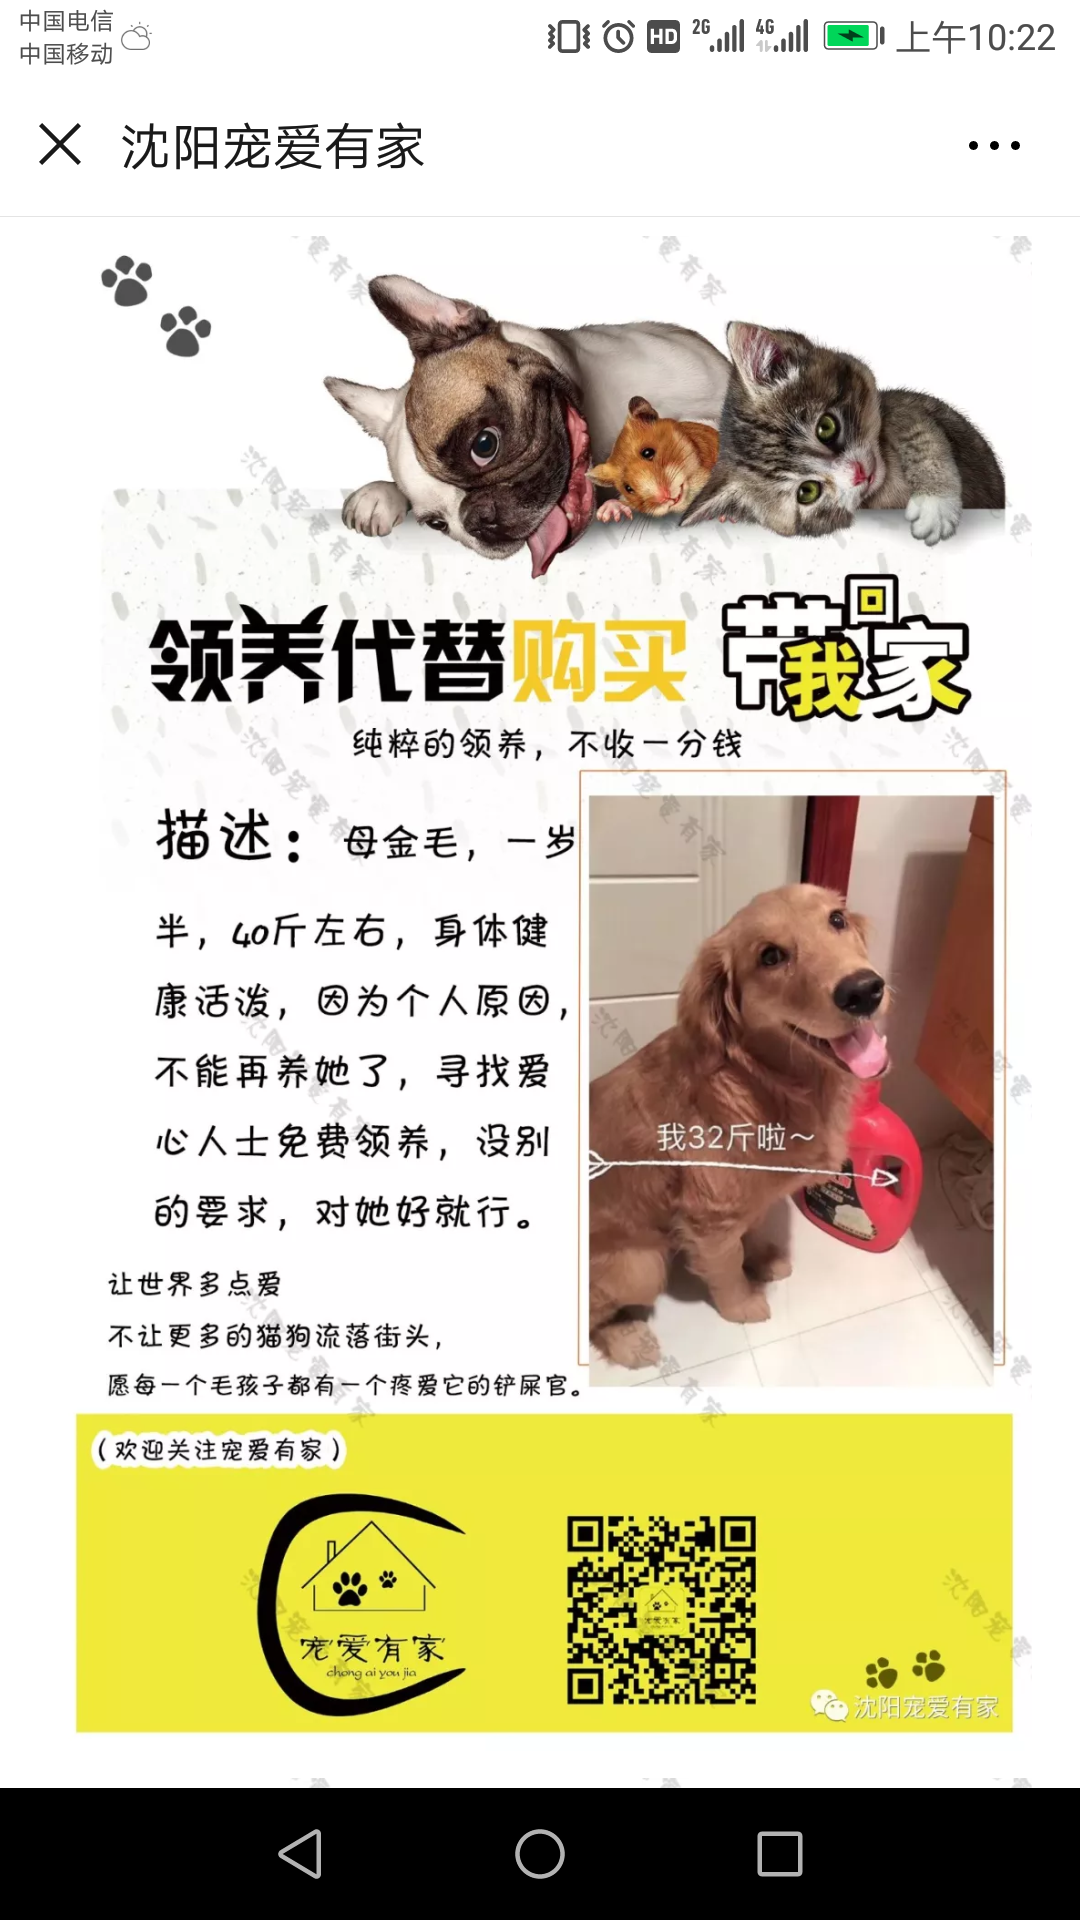 中国电信
中国移动
HD 2G 4G 上午10:22
沈阳宠爱有家
领养代替购买 带我回家
纯粹的领养，不收一分钱
描述：母金毛，一岁
半，40斤左右，身体健
康活泼，因为个人原因，
不能再养她了，寻找爱
心人士免费领养，没别
的要求，对她好就行。
我32斤啦～
让世界多点爱
不让更多的猫狗流落街头，
愿每一个毛孩子都有一个疼爱它的铲屎官。
（欢迎关注宠爱有家）
宠爱有家
chong ai you jia
沈阳宠爱有家